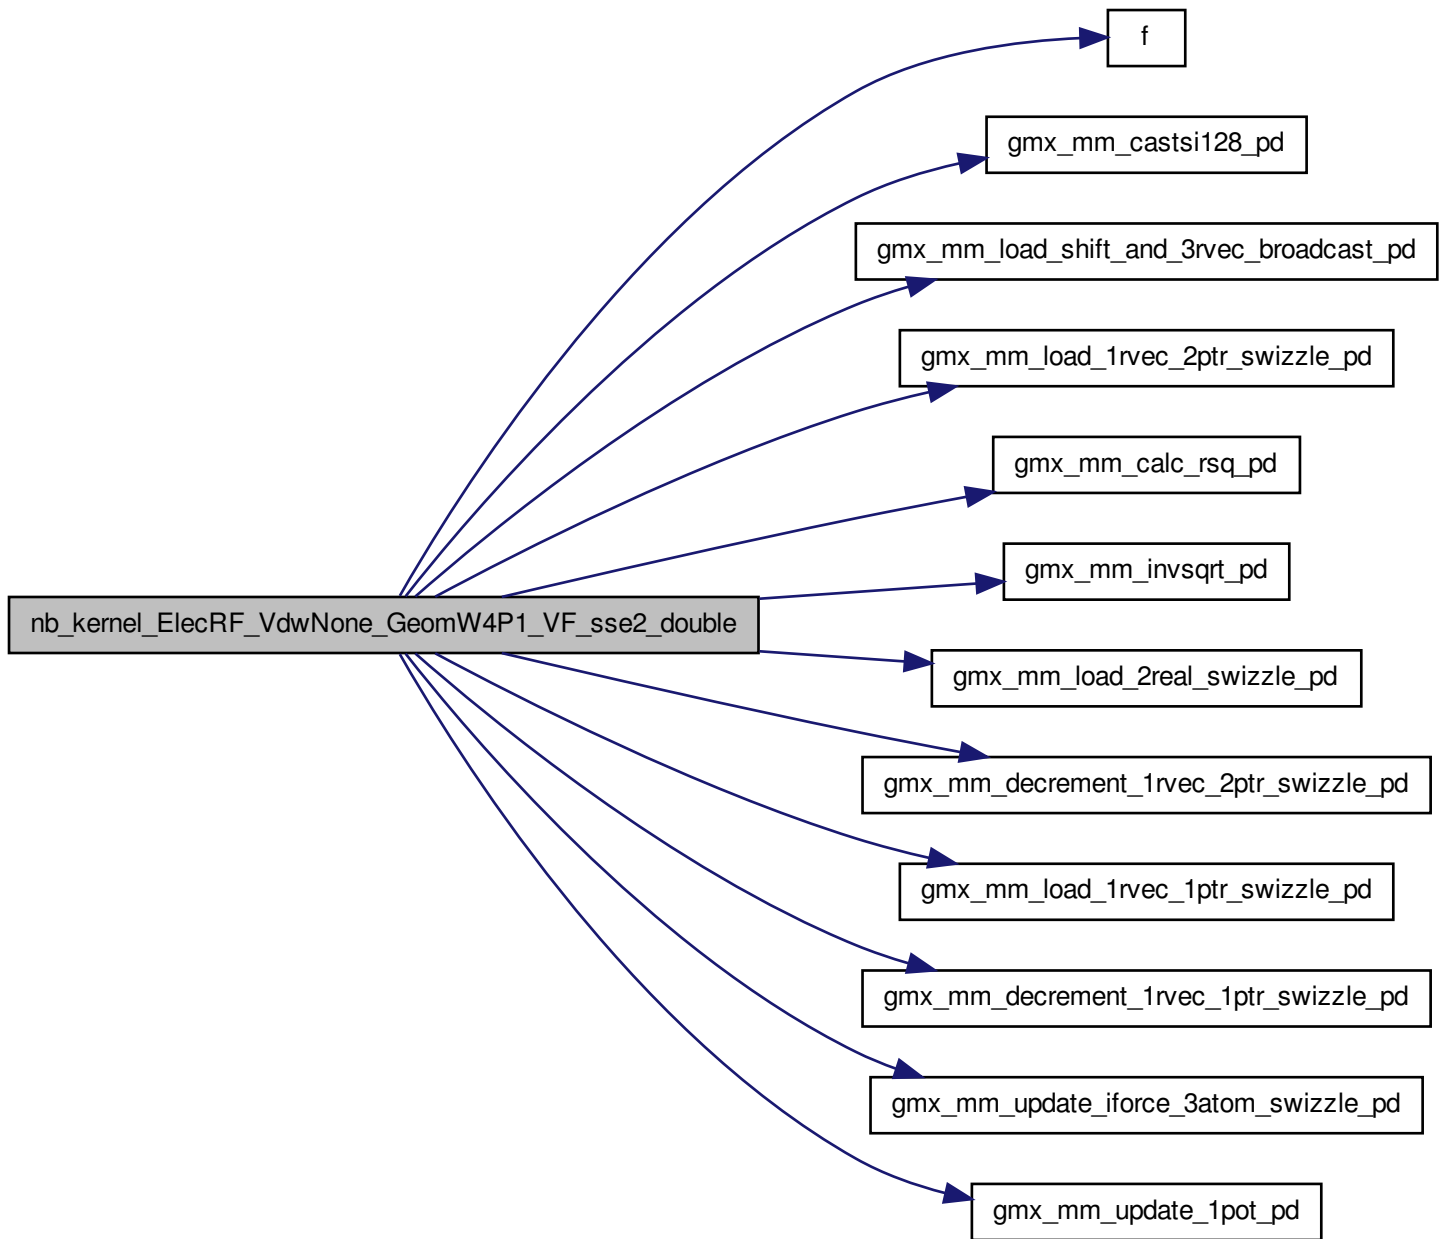 f
gmx_mm_castsi128_pd
gmx_mm_load_shift_and_3rvec_broadcast_pd
gmx_mm_load_1rvec_2ptr_swizzle_pd
gmx_mm_calc_rsq_pd
gmx_mm_invsqrt_pd
nb_kernel_ElecRF_VdwNone_GeomW4P1_VF_sse2_double
gmx_mm_load_2real_swizzle_pd
gmx_mm_decrement_1rvec_2ptr_swizzle_pd
gmx_mm_load_1rvec_1ptr_swizzle_pd
gmx_mm_decrement_1rvec_1ptr_swizzle_pd
gmx_mm_update_iforce_3atom_swizzle_pd
gmx_mm_update_1pot_pd